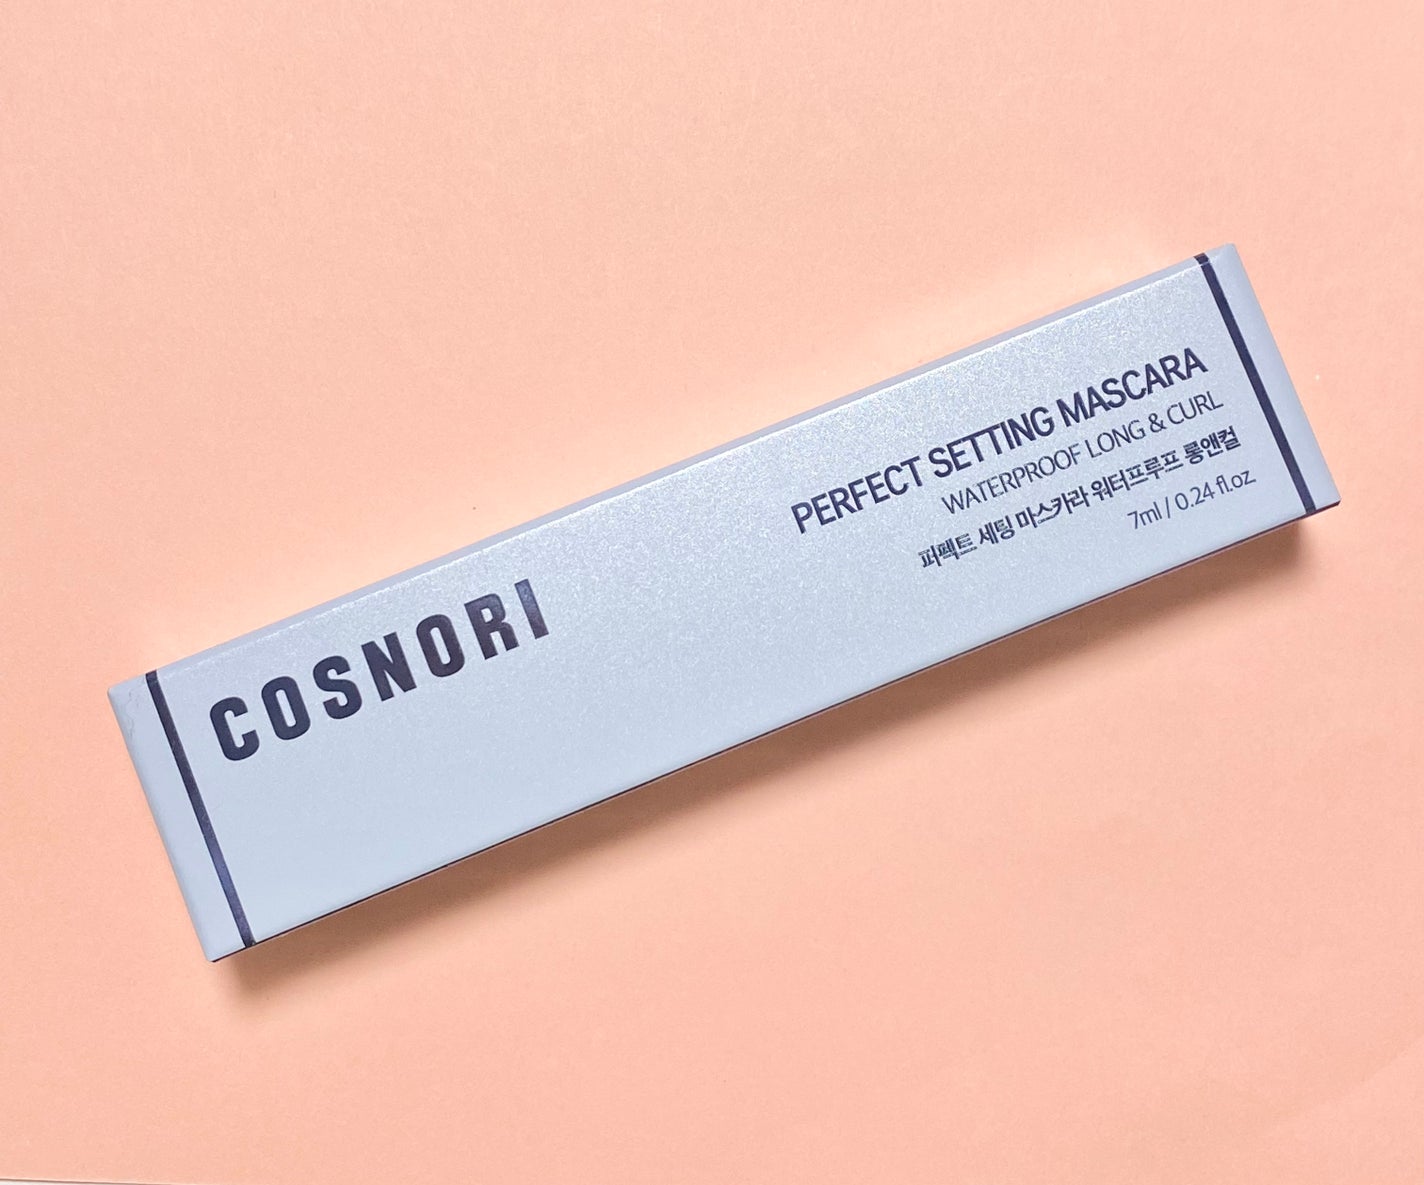 COSNORI
PERFECT SETTING MASCARA
WATERPROOF LONG & CURL
퍼펙트 세팅 마스카라 워터프루프 롱앤컬
7ml / 0.24 fl.oz